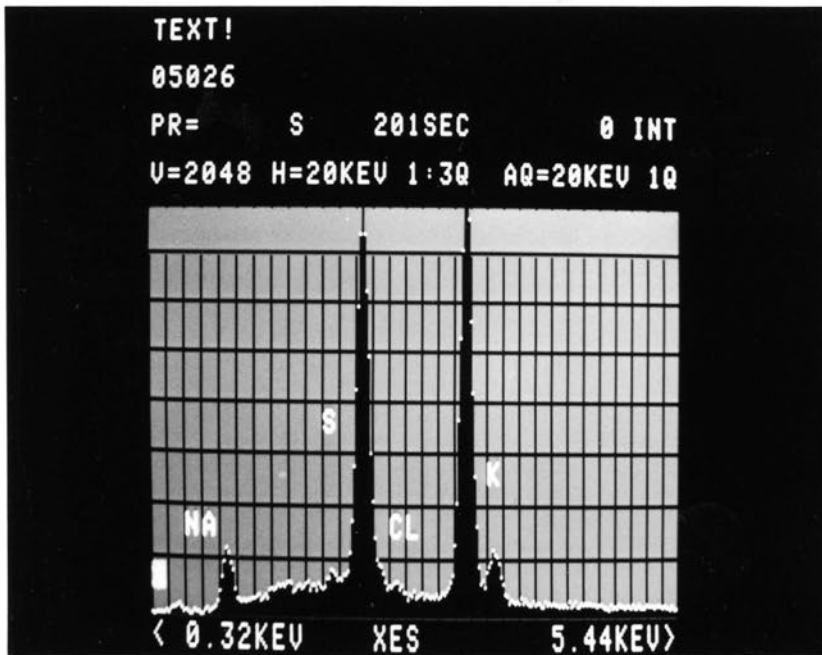 TEXT!
05026
PR= S 201SEC 0 INT
V=2048 H=20KEV 1:3Q AQ=20KEV 1Q
S
K
NA CL
< 0.32KEV XES 5.44KEV>